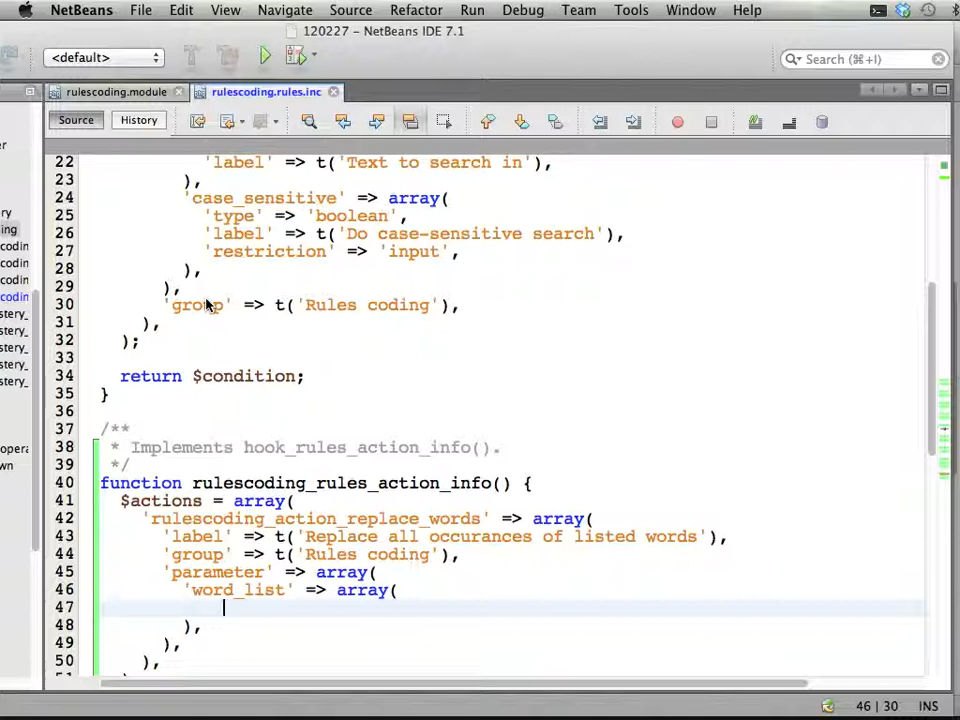 NetBeans File Edit View Navigate Source Refactor Run Debug Team Tools Window Help
120227 – NetBeans IDE 7.1
<default> Search (⌘+I)
rulescoding.module rulescoding.rules.inc
Source History
22 'label' => t('Text to search in'),
23 ),
24 'case_sensitive' => array(
25 'type' => 'boolean',
26 'label' => t('Do case-sensitive search'),
27 'restriction' => 'input',
28 ),
29 ),
30 'group' => t('Rules coding'),
31 ),
32 );
33
34 return $condition;
35 }
36
37 /**
38 * Implements hook_rules_action_info().
39 */
40 function rulescoding_rules_action_info() {
41 $actions = array(
42 'rulescoding_action_replace_words' => array(
43 'label' => t('Replace all occurances of listed words'),
44 'group' => t('Rules coding'),
45 'parameter' => array(
46 'word_list' => array(
47
48 ),
49 ),
50 ),
46 | 30 INS